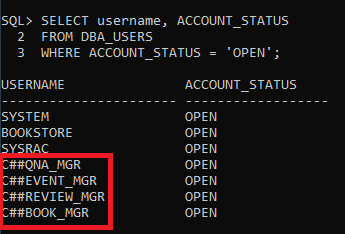 SQL> SELECT username, ACCOUNT_STATUS
  2  FROM DBA_USERS
  3  WHERE ACCOUNT_STATUS = 'OPEN';
USERNAME ACCOUNT_STATUS
---------------------- ------------------
SYSTEM OPEN
BOOKSTORE OPEN
SYSRAC OPEN
C##QNA_MGR OPEN
C##EVENT_MGR OPEN
C##REVIEW_MGR OPEN
C##BOOK_MGR OPEN